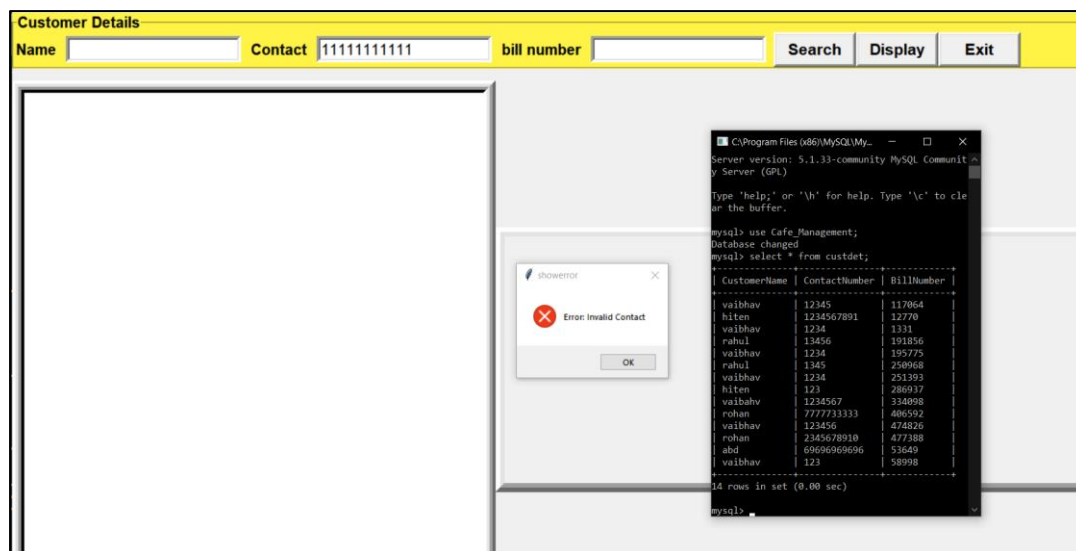 Customer Details
Name Contact 11111111111 bill number Search Display Exit
C:\Program Files (x86)\MySQL\My...
Server version: 5.1.33-community MySQL Communit
y Server (GPL)
Type 'help;' or '\h' for help. Type '\c' to cle
ar the buffer.
mysql> use Cafe_Management;
Database changed
mysql> select * from custdet;
+--------------+---------------+------------+
| CustomerName | ContactNumber | BillNumber |
+--------------+---------------+------------+
| vaibhav | 12345 | 117064 |
| hiten | 1234567891 | 12770 |
| vaibhav | 1234 | 1331 |
| rahul | 13456 | 191856 |
| vaibhav | 1234 | 195775 |
| rahul | 1345 | 250968 |
| vaibhav | 1234 | 251393 |
| hiten | 123 | 286937 |
| vaibahv | 1234567 | 334098 |
| rohan | 7777733333 | 406592 |
| vaibhav | 123456 | 474826 |
| rohan | 2345678910 | 477388 |
| abd | 69696969696 | 53649 |
| vaibhav | 123 | 58998 |
+--------------+---------------+------------+
14 rows in set (0.00 sec)
mysql>
showerror
Error: Invalid Contact
OK